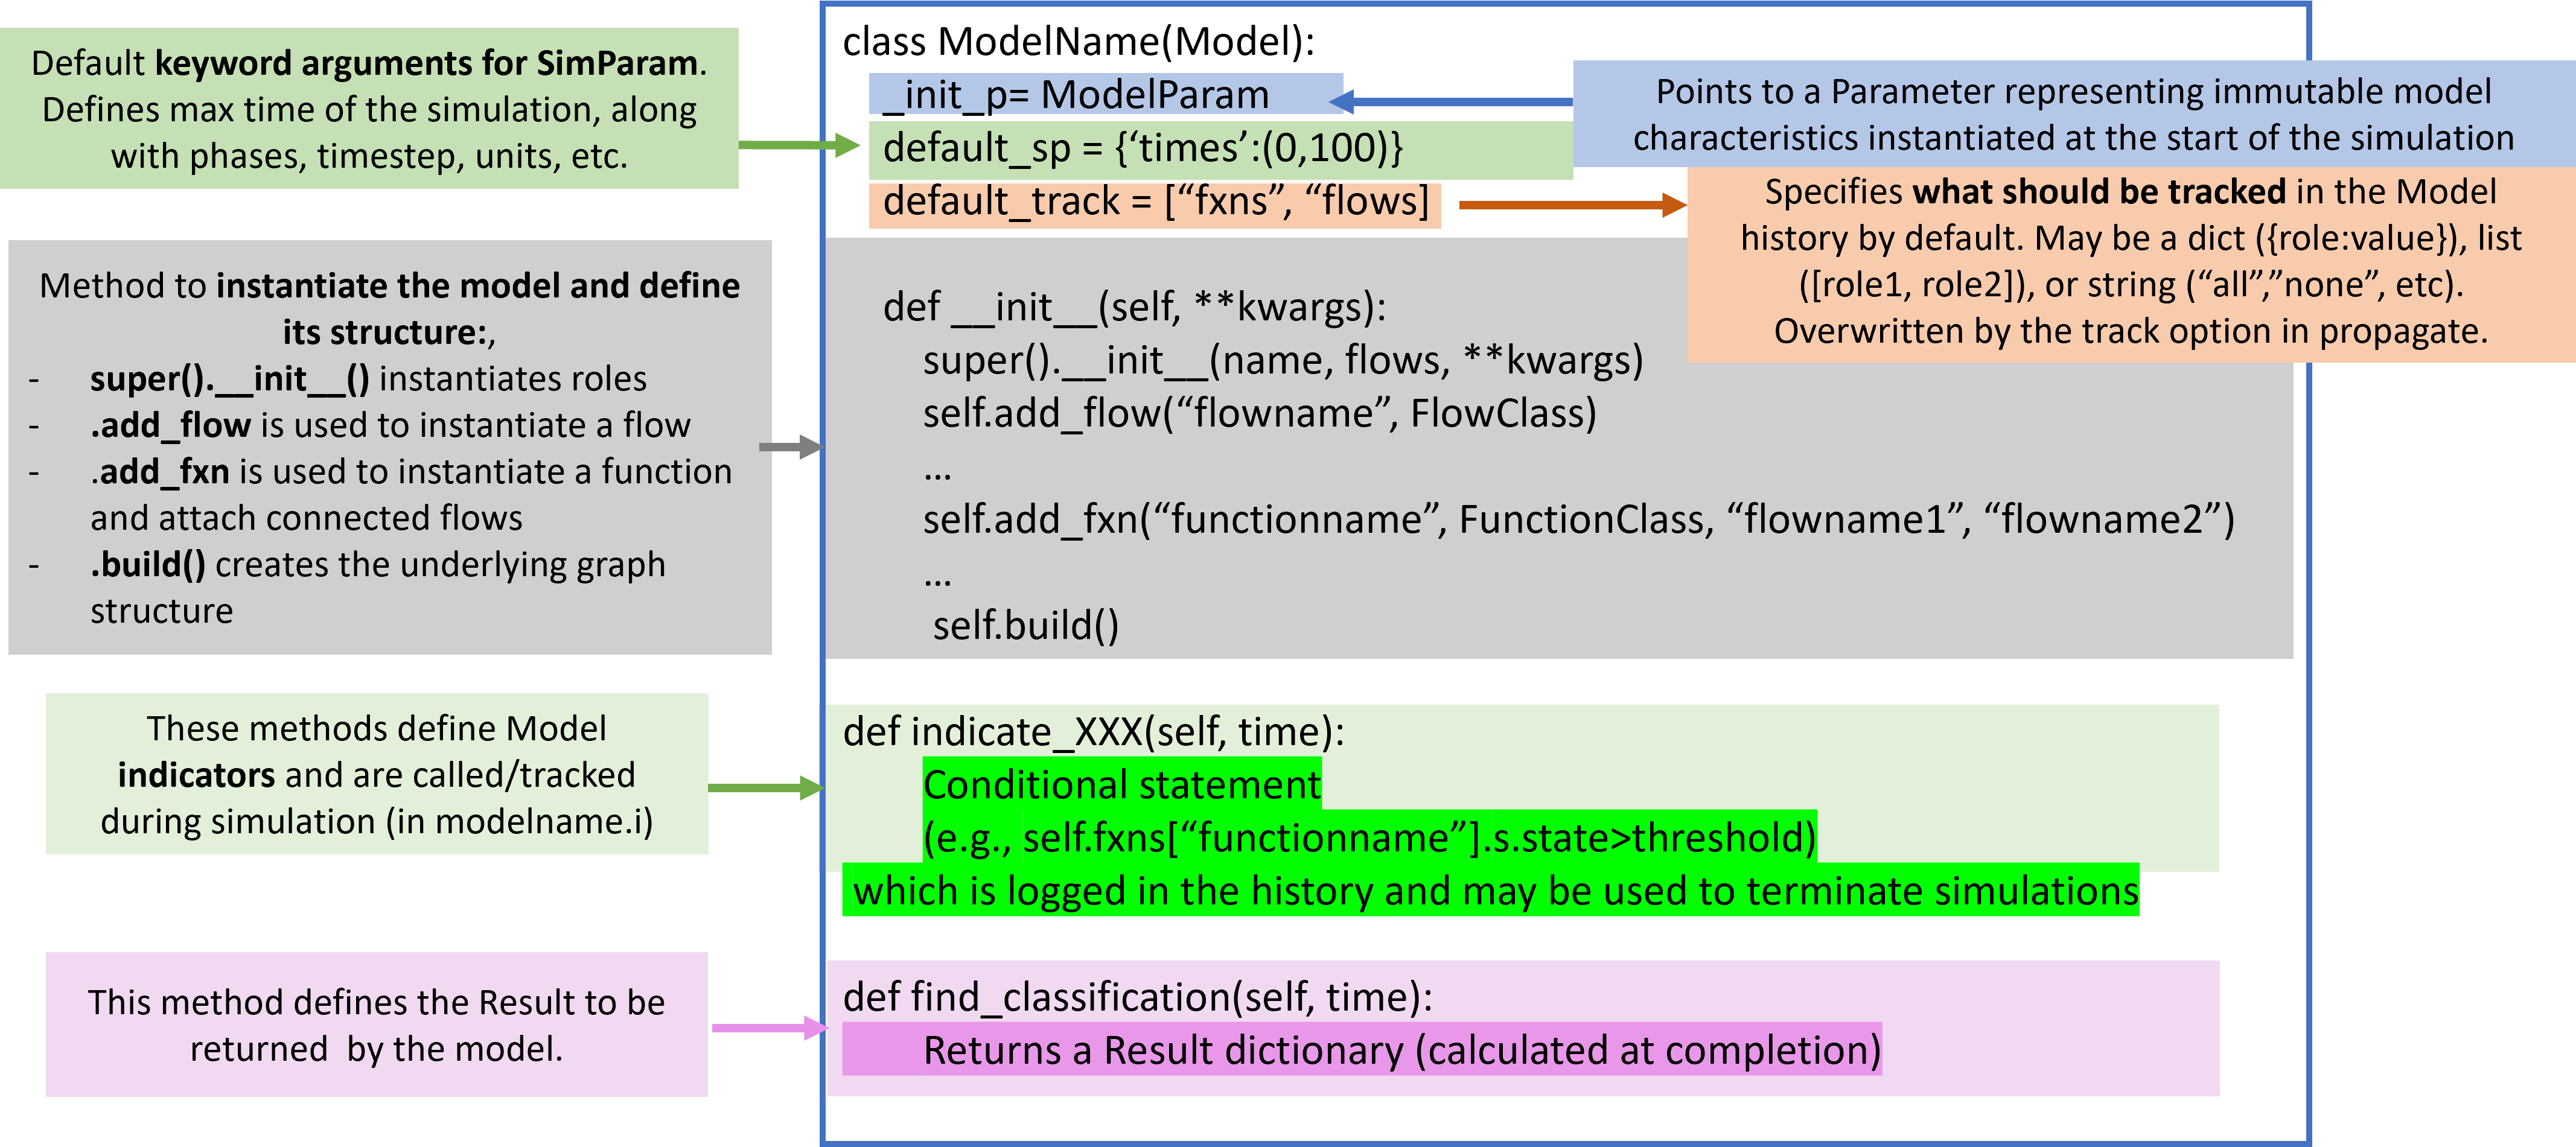 Default keyword arguments for SimParam.
Defines max time of the simulation, along
with phases, timestep, units, etc.
Method to instantiate the model and define
its structure:,
- super().__init__() instantiates roles
- .add_flow is used to instantiate a flow
- .add_fxn is used to instantiate a function
and attach connected flows
- .build() creates the underlying graph
structure
These methods define Model
indicators and are called/tracked
during simulation (in modelname.i)
This method defines the Result to be
returned  by the model.
class ModelName(Model):
_init_p= ModelParam
default_sp = {‘times’:(0,100)}
default_track = [“fxns”, “flows]
def __init__(self, **kwargs):
super().__init__(name, flows, **kwargs)
self.add_flow(“flowname”, FlowClass)
…
self.add_fxn(“functionname”, FunctionClass, “flowname1”, “flowname2”)
…
self.build()
def indicate_XXX(self, time):
Conditional statement
(e.g., self.fxns[“functionname”].s.state>threshold)
which is logged in the history and may be used to terminate simulations
def find_classification(self, time):
Returns a Result dictionary (calculated at completion)
Points to a Parameter representing immutable model
characteristics instantiated at the start of the simulation
Specifies what should be tracked in the Model
history by default. May be a dict ({role:value}), list
([role1, role2]), or string (“all”,”none”, etc).
Overwritten by the track option in propagate.